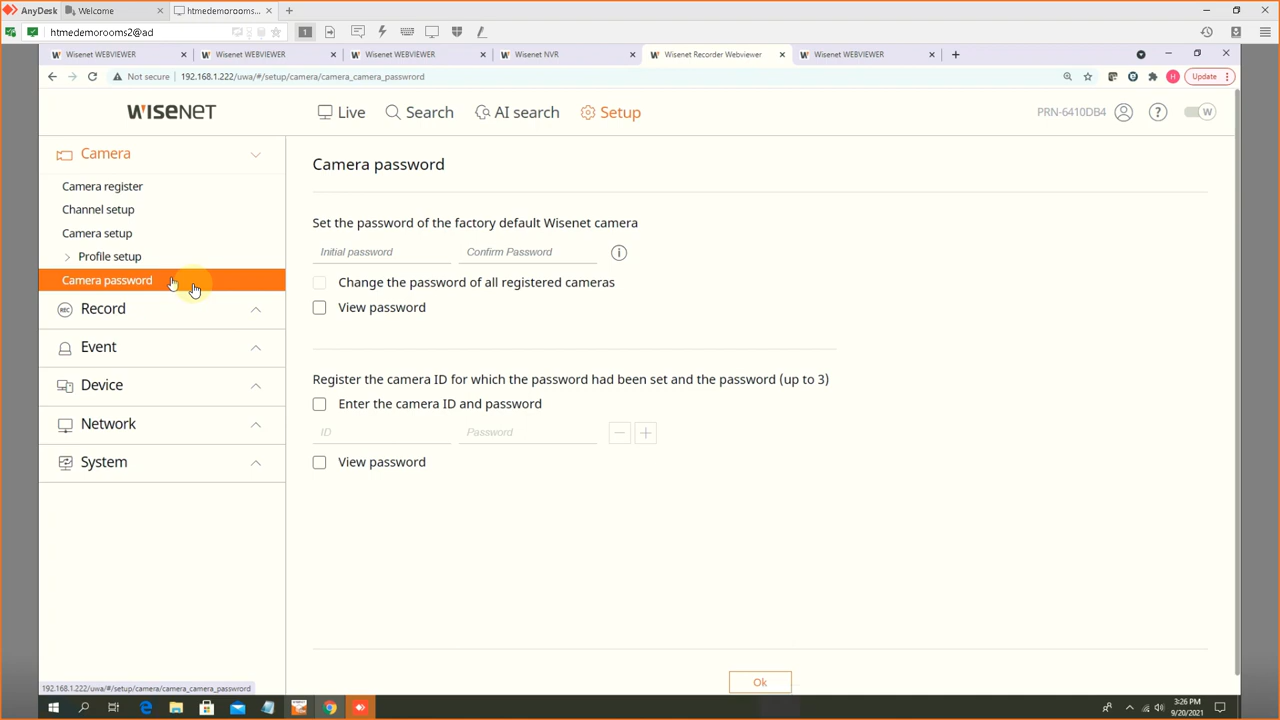 AnyDesk Welcome htmedemorooms...
htmedemorooms2@ad 1
Wisenet WEBVIEWER Wisenet WEBVIEWER Wisenet WEBVIEWER Wisenet NVR Wisenet Recorder Webviewer Wisenet WEBVIEWER
Not secure 192.168.1.222/uwa/#/setup/camera/camera_camera_passwrord H Update
WISENET Live Search AI search Setup PRN-6410DB4 ? W
Camera
Camera register
Channel setup
Camera setup
Profile setup
Camera password
REC Record
Event
Device
Network
System
Camera password
Set the password of the factory default Wisenet camera
Initial password Confirm Password
Change the password of all registered cameras
View password
Register the camera ID for which the password had been set and the password (up to 3)
Enter the camera ID and password
ID Password
View password
Ok
192.168.1.222/uwa/#/setup/camera/camera_camera_passwrord
3:26 PM
9/20/2021